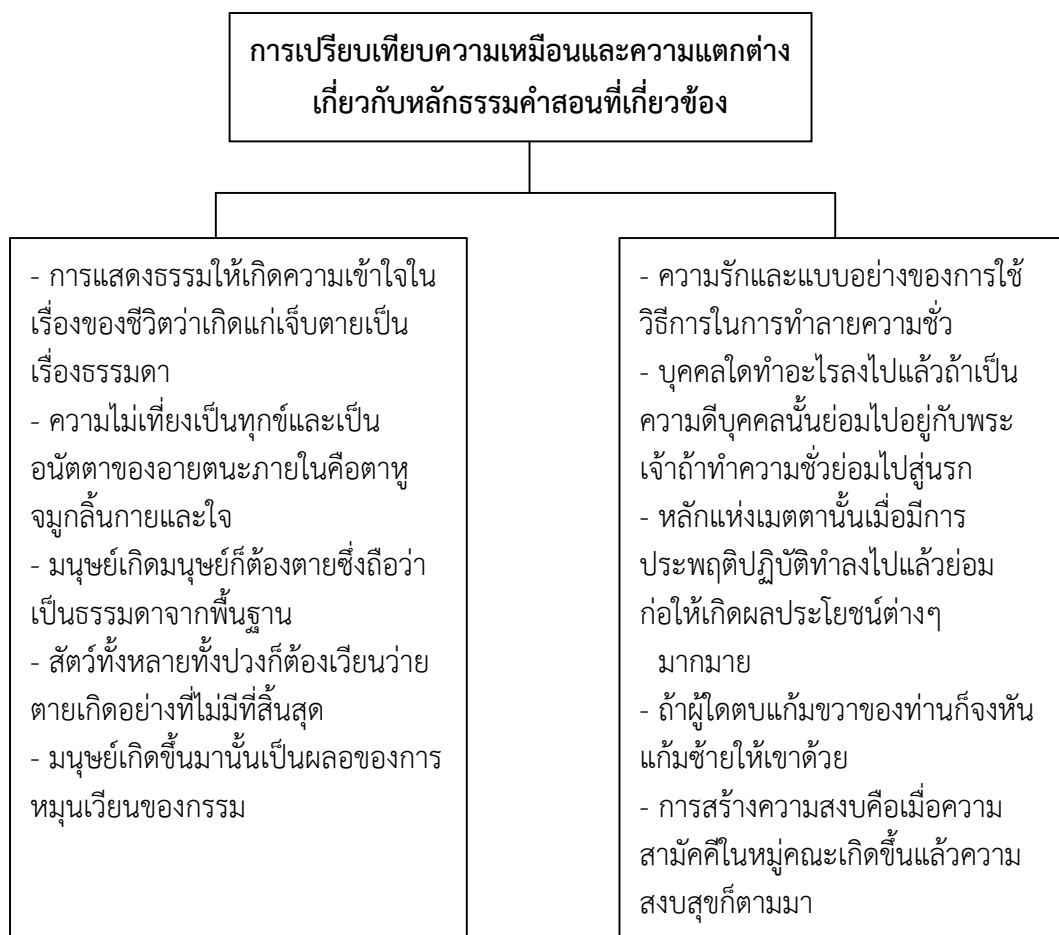 การเปรียบเทียบความเหมือนและความแตกต่าง
เกี่ยวกับหลักธรรมคำสอนที่เกี่ยวข้อง
- การแสดงธรรมให้เกิดความเข้าใจใน
เรื่องของชีวิตว่าเกิดแก่เจ็บตายเป็น
เรื่องธรรมดา
- ความไม่เที่ยงเป็นทุกข์และเป็น
อนัตตาของอายตนะภายในคือตาหู
จมูกลิ้นกายและใจ
- มนุษย์เกิดมนุษย์ก็ต้องตายซึ่งถือว่า
เป็นธรรมดาจากพื้นฐาน
- สัตว์ทั้งหลายทั้งปวงก็ต้องเวียนว่าย
ตายเกิดอย่างที่ไม่มีที่สิ้นสุด
- มนุษย์เกิดขึ้นมานั้นเป็นผลอของการ
หมุนเวียนของกรรม
- ความรักและแบบอย่างของการใช้
วิธีการในการทำลายความชั่ว
- บุคคลใดทำอะไรลงไปแล้วถ้าเป็น
ความดีบุคคลนั้นย่อมไปอยู่กับพระ
เจ้าถ้าทำความชั่วย่อมไปสู่นรก
- หลักแห่งเมตตานั้นเมื่อมีการ
ประพฤติปฏิบัติทำลงไปแล้วย่อม
ก่อให้เกิดผลประโยชน์ต่างๆ
มากมาย
- ถ้าผู้ใดตบแก้มขวาของท่านก็จงหัน
แก้มซ้ายให้เขาด้วย
- การสร้างความสงบคือเมื่อความ
สามัคคีในหมู่คณะเกิดขึ้นแล้วความ
สงบสุขก็ตามมา